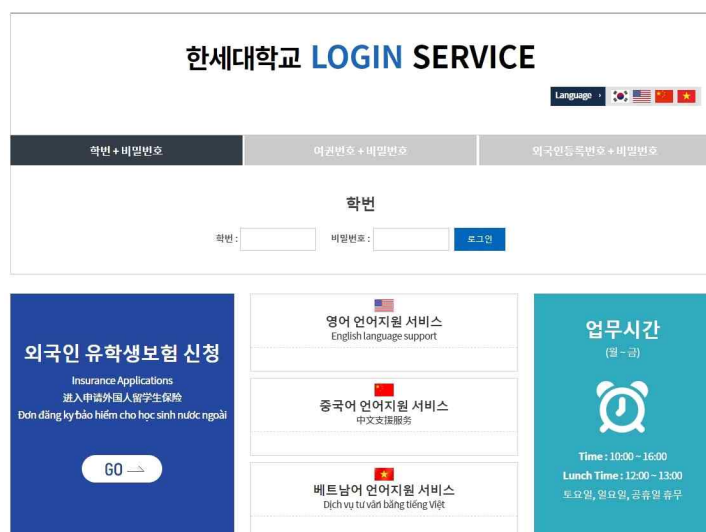 한세대학교 LOGIN SERVICE
Language ›
학번 + 비밀번호
여권번호 + 비밀번호
외국인등록번호 + 비밀번호
학번
학번 :
비밀번호 :
로그인
외국인 유학생보험 신청
Insurance Applications
进入申请外国人留学生保险
Đơn đăng ký bảo hiểm cho học sinh nước ngoài
GO
영어 언어지원 서비스
English language support
중국어 언어지원 서비스
中文支援服务
베트남어 언어지원 서비스
Dịch vụ tư vấn bằng tiếng Việt
업무시간
(월 ~ 금)
Time : 10:00 ~ 16:00
Lunch Time : 12:00 ~ 13:00
토요일, 일요일, 공휴일 휴무